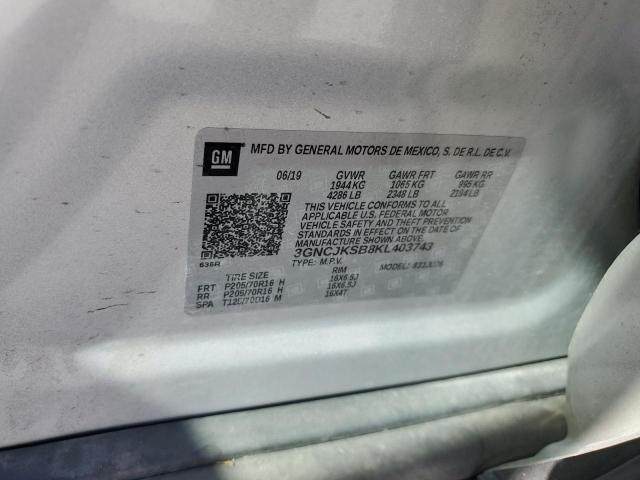 GM MFD BY GENERAL MOTORS DE MEXICO, S. DE R.L. DE C.V.
06/19 GVWR GAWR FRT GAWR RR
1944 KG 1065 KG 995 KG
4286 LB 2348 LB 2194 LB
THIS VEHICLE CONFORMS TO ALL
APPLICABLE U.S. FEDERAL MOTOR
VEHICLE SAFETY AND THEFT PREVENTION
STANDARDS IN EFFECT ON THE DATE OF
MANUFACTURE SHOWN ABOVE.
3GNCJKSB8KL403743
TYPE: M.P.V. MODEL:
TIRE SIZE RIM
FRT P205/70R16 H 16X6.5J
RR P205/70R16 H 16X6.5J
SPA M 16X4T